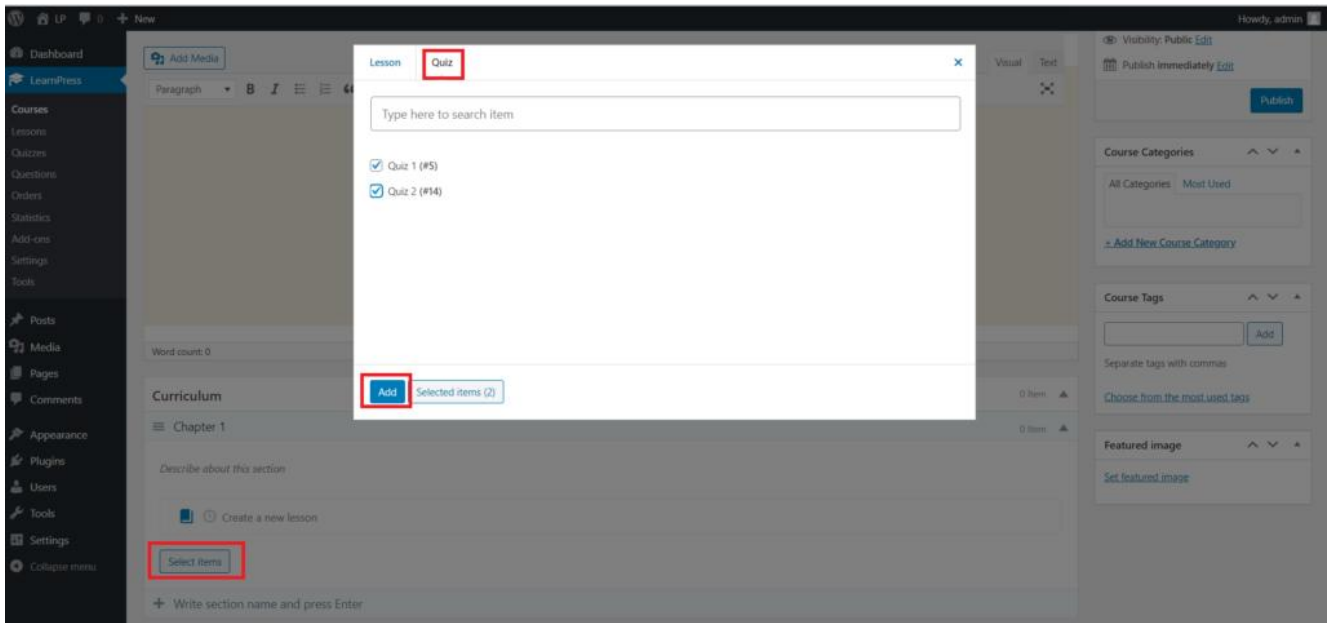 LP 0 + New Howdy, admin
Dashboard
LearnPress
Courses
Lessons
Quizzes
Questions
Orders
Statistics
Add-ons
Settings
Tools
Posts
Media
Pages
Comments
Appearance
Plugins
Users
Tools
Settings
Collapse menu
Add Media
Visual Text
Paragraph B I
Word count: 0
Lesson Quiz ×
Type here to search item
Quiz 1 (#5)
Quiz 2 (#14)
Add Selected items (2)
Curriculum 0 Item
Chapter 1 0 Item
Describe about this section
Create a new lesson
Select items
+ Write section name and press Enter
Visibility: Public Edit
Publish immediately Edit
Publish
Course Categories
All Categories Most Used
+ Add New Course Category
Course Tags
Add
Separate tags with commas
Choose from the most used tags
Featured image
Set featured image